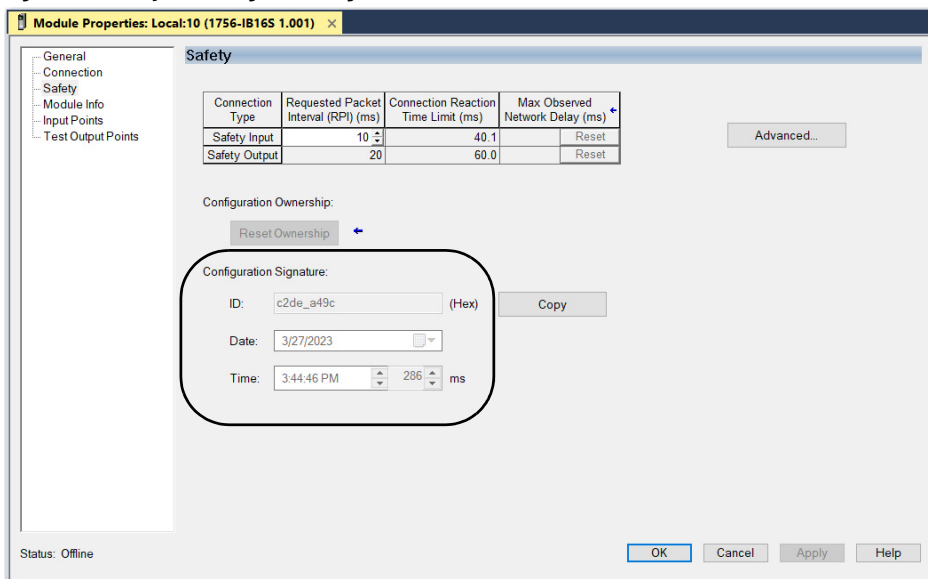 Module Properties: Local:10 (1756-IB16S 1.001) ×
General
Connection
Safety
Module Info
Input Points
Test Output Points
Safety
Connection Type Requested Packet Interval (RPI) (ms) Connection Reaction Time Limit (ms) Max Observed Network Delay (ms)
Safety Input 10 40.1 Reset
Safety Output 20 60.0 Reset
Advanced...
Configuration Ownership:
Reset Ownership
Configuration Signature:
ID: c2de_a49c (Hex) Copy
Date: 3/27/2023
Time: 3:44:46 PM 286 ms
Status: Offline
OK Cancel Apply Help